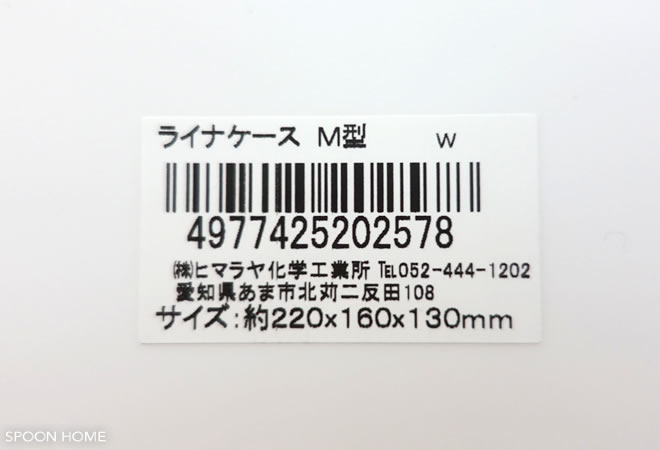 ライナケース M型 W
4977425202578
㈱ヒマラヤ化学工業所 ℡052-444-1202
愛知県あま市北苅二反田108
サイズ:約220x160x130mm
SPOON HOME